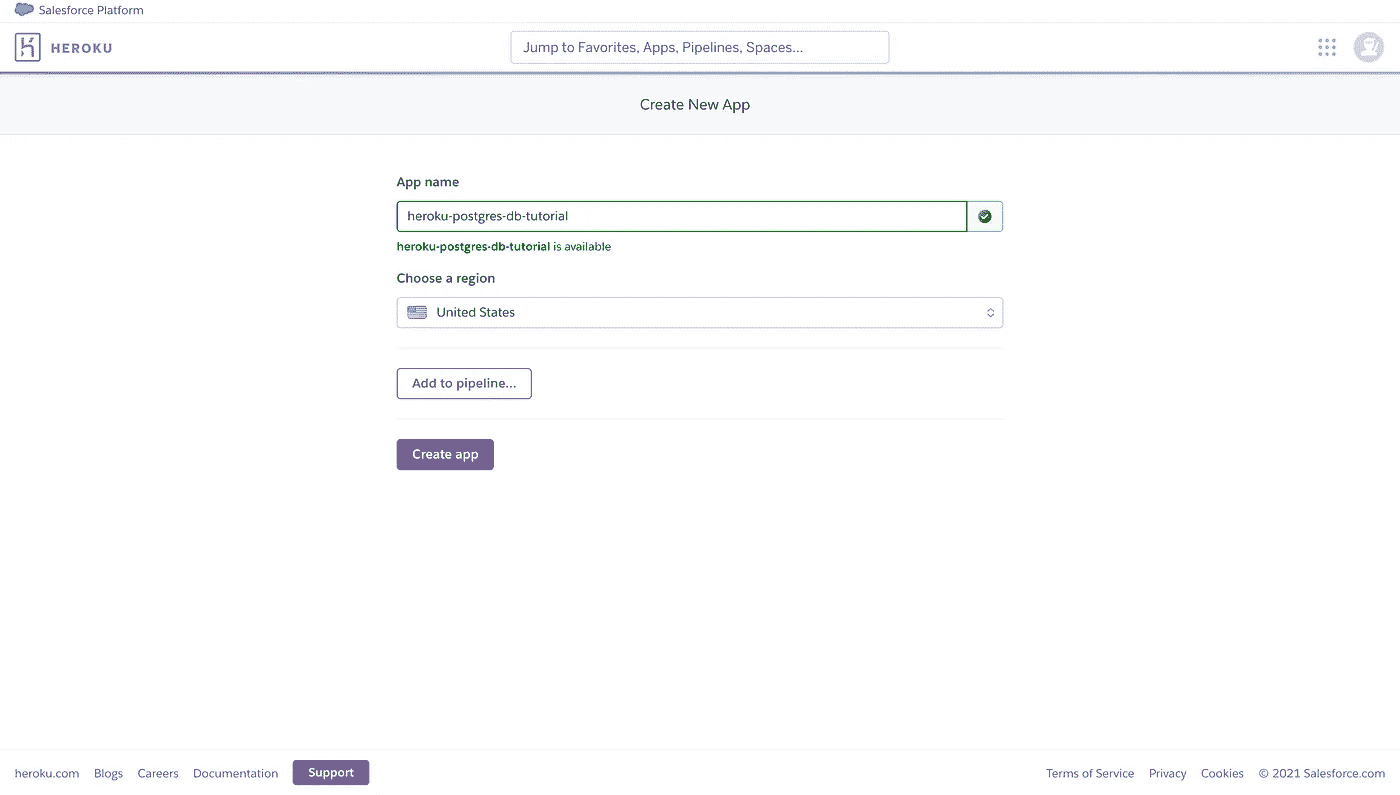 Salesforce Platform
HEROKU
Jump to Favorites, Apps, Pipelines, Spaces...
Create New App
App name
heroku-postgres-db-tutorial
heroku-postgres-db-tutorial is available
Choose a region
United States
Add to pipeline...
Create app
heroku.com Blogs Careers Documentation Support Terms of Service Privacy Cookies © 2021 Salesforce.com